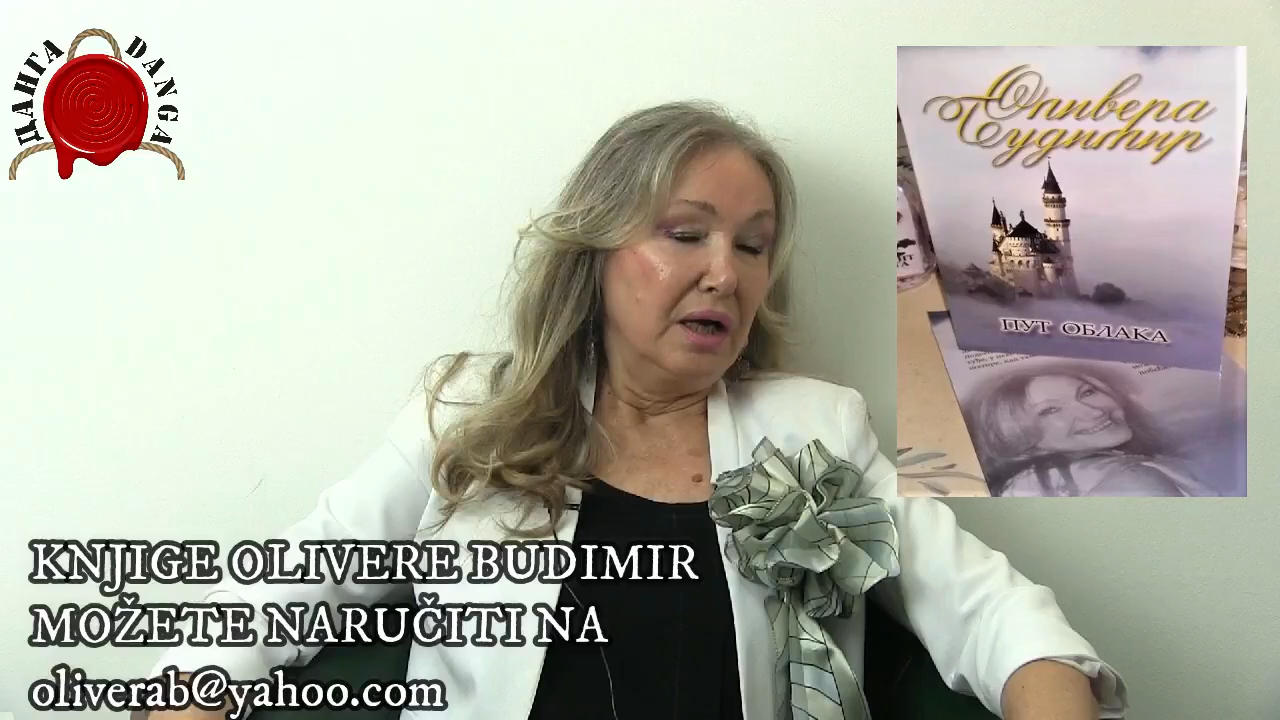 ДАНГА DANGA
Оливера
Будимир
ПУТ ОБЛАКА
KNJIGE OLIVERE BUDIMIR
MOŽETE NARUČITI NA
oliverab@yahoo.com